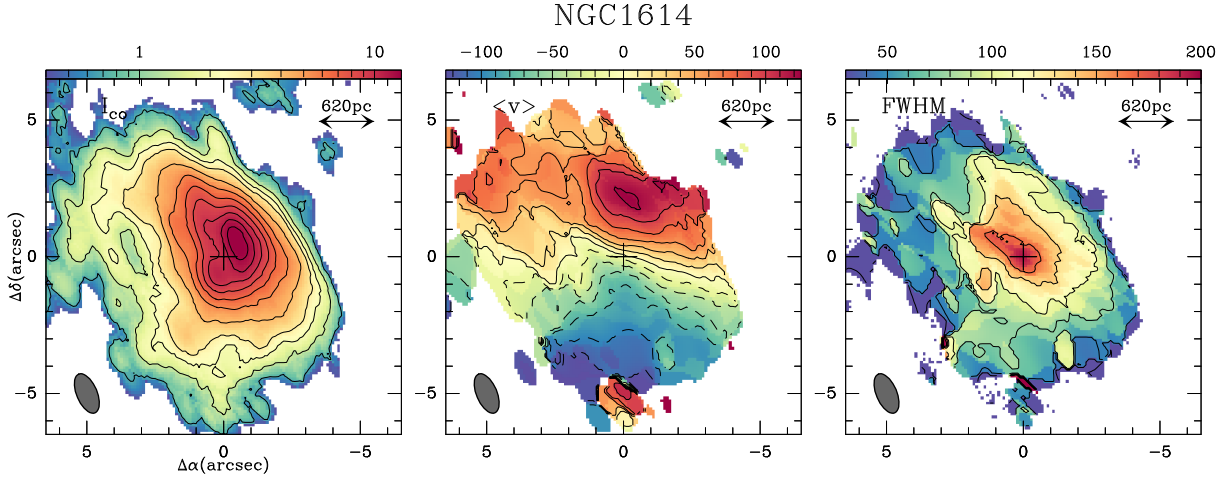 NGC1614
1 10
-100 -50 0 50 100
50 100 150 200
I_co 620pc
<v> 620pc
FWHM 620pc
5
0
-5
Δδ(arcsec)
5 0 -5
5 0 -5
5 0 -5
Δα(arcsec)